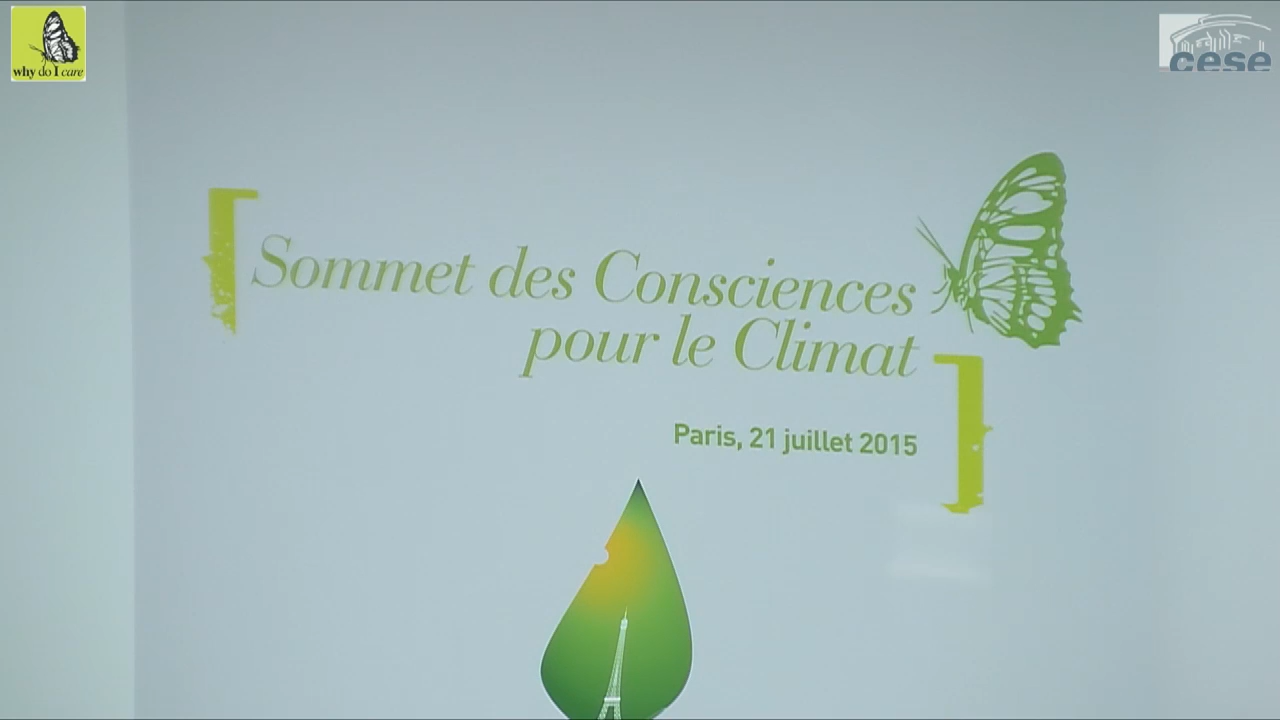 why do I care
cese
Sommet des Consciences
pour le Climat
Paris, 21 juillet 2015